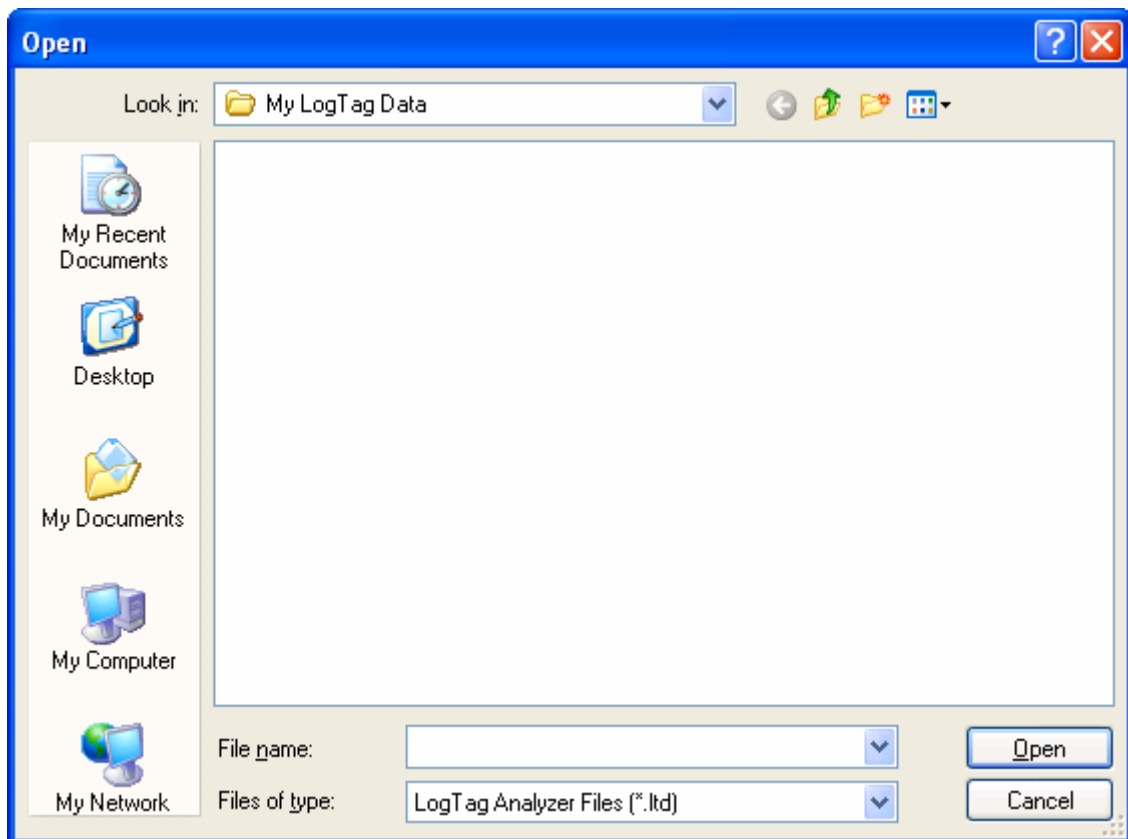 Open
Look in:
My LogTag Data
My Recent
Documents
Desktop
My Documents
My Computer
My Network
File name:
Open
Files of type:
LogTag Analyzer Files (*.ltd)
Cancel